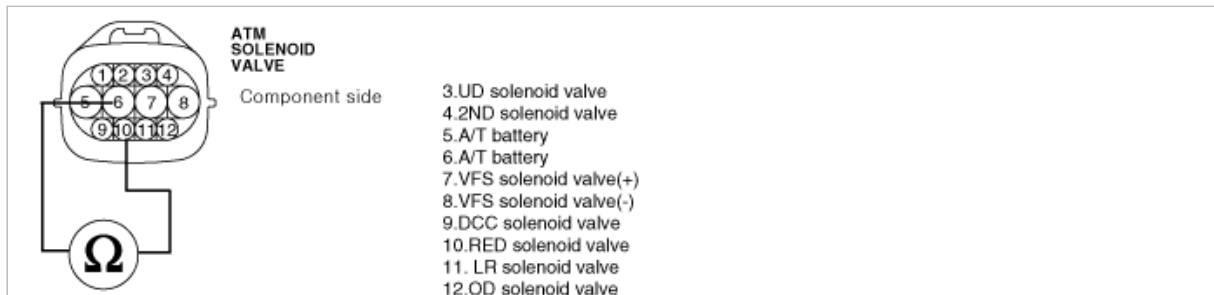 ATM
SOLENOID
VALVE
Component side
1 2 3 4
5 6 7 8
9 10 11 12
Ω
3.UD solenoid valve
4.2ND solenoid valve
5.A/T battery
6.A/T battery
7.VFS solenoid valve(+)
8.VFS solenoid valve(-)
9.DCC solenoid valve
10.RED solenoid valve
11. LR solenoid valve
12.OD solenoid valve